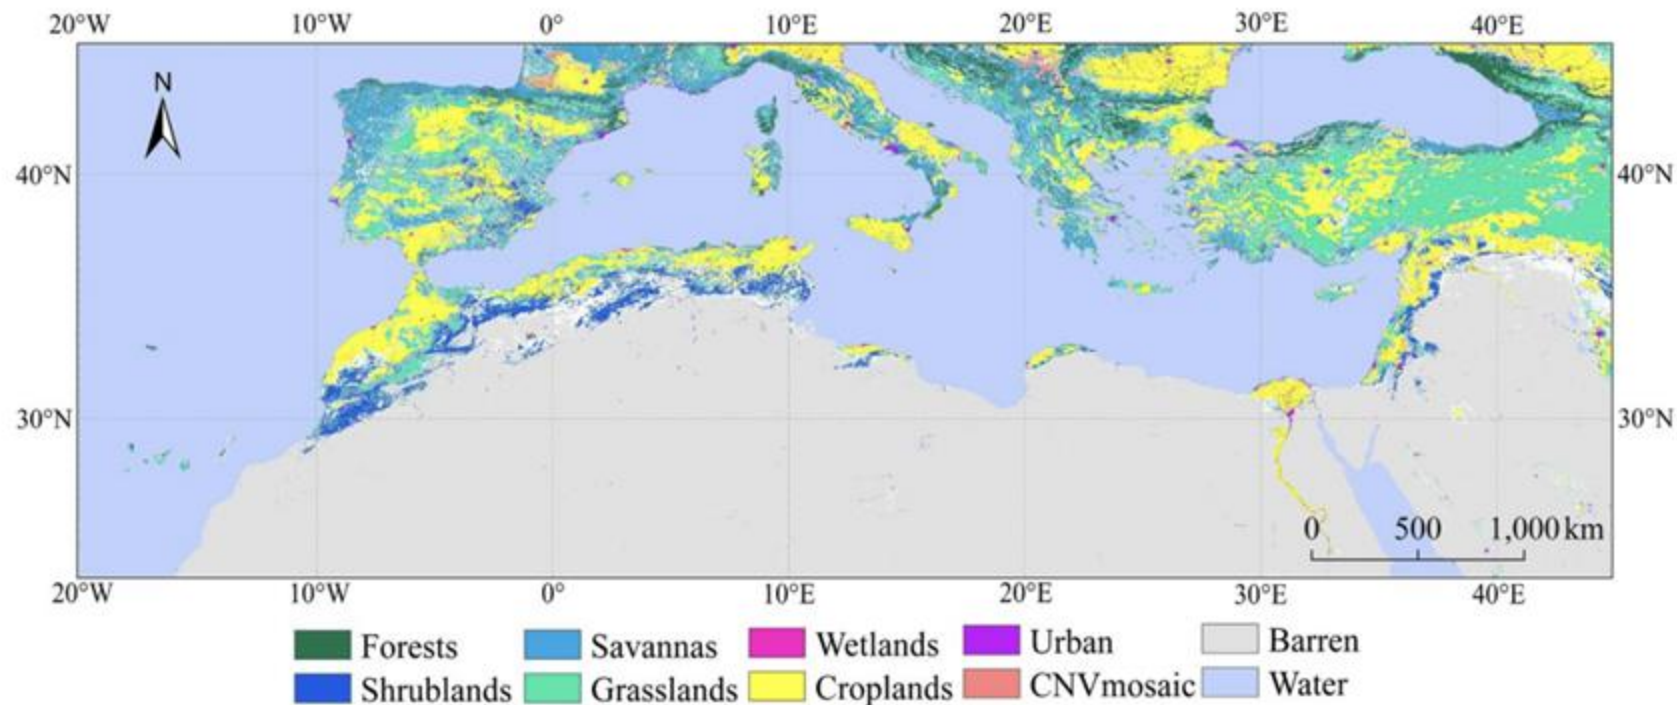 20°W 10°W 0° 10°E 20°E 30°E 40°E
N
40°N 40°N
30°N 30°N
0 500 1,000 km
20°W 10°W 0° 10°E 20°E 30°E 40°E
Forests Savannas Wetlands Urban Barren
Shrublands Grasslands Croplands CNVmosaic Water